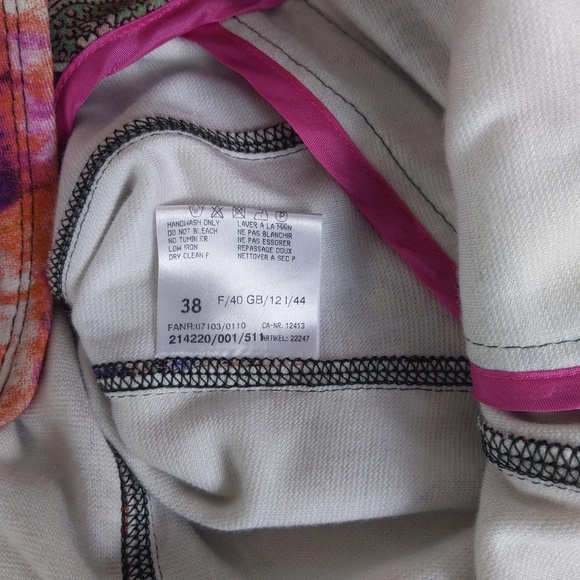 HANDWASH ONLY LAVER A LA MAIN
DO NOT BLEACH NE PAS BLANCHIR
NO TUMBLER NE PAS ESSORER
LOW IRON REPASSAGE DOUX
DRY CLEAN P NETTOYER A SEC P
38 F/40 GB/12 I/44
FANR:07103/0110 CA-NR. 12413
214220/001/511 ARTIKEL: 22247